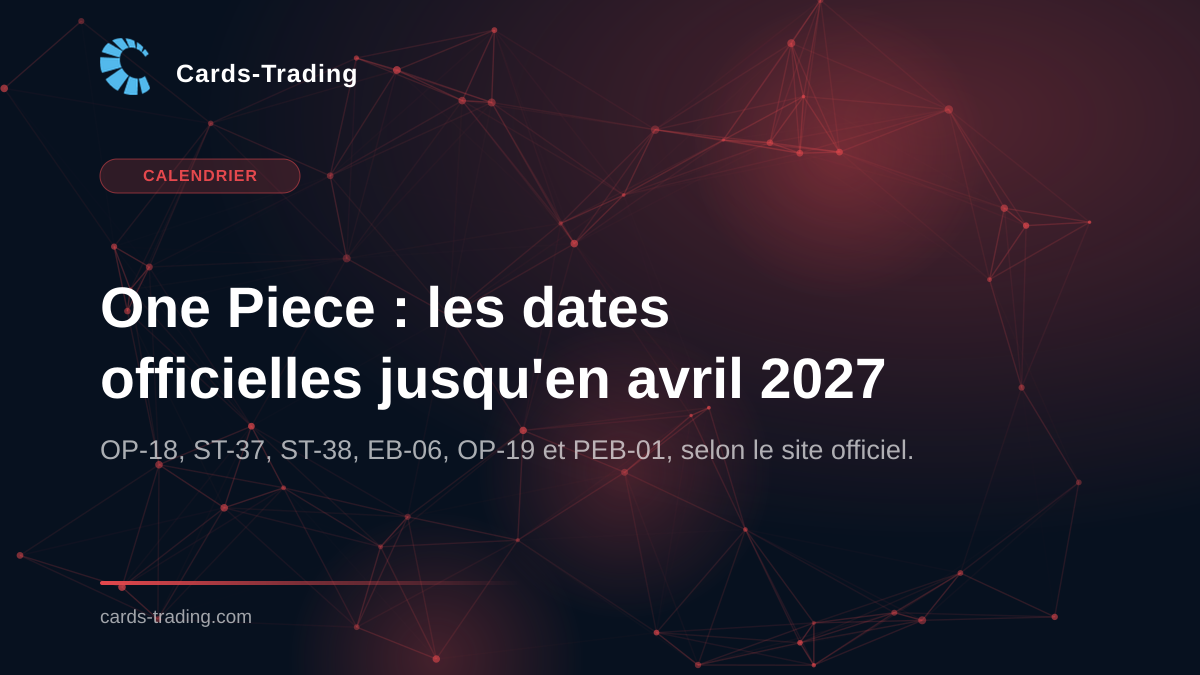 Cards-Trading
CALENDRIER
One Piece : les dates
officielles jusqu'en avril 2027
OP-18, ST-37, ST-38, EB-06, OP-19 et PEB-01, selon le site officiel.
cards-trading.com